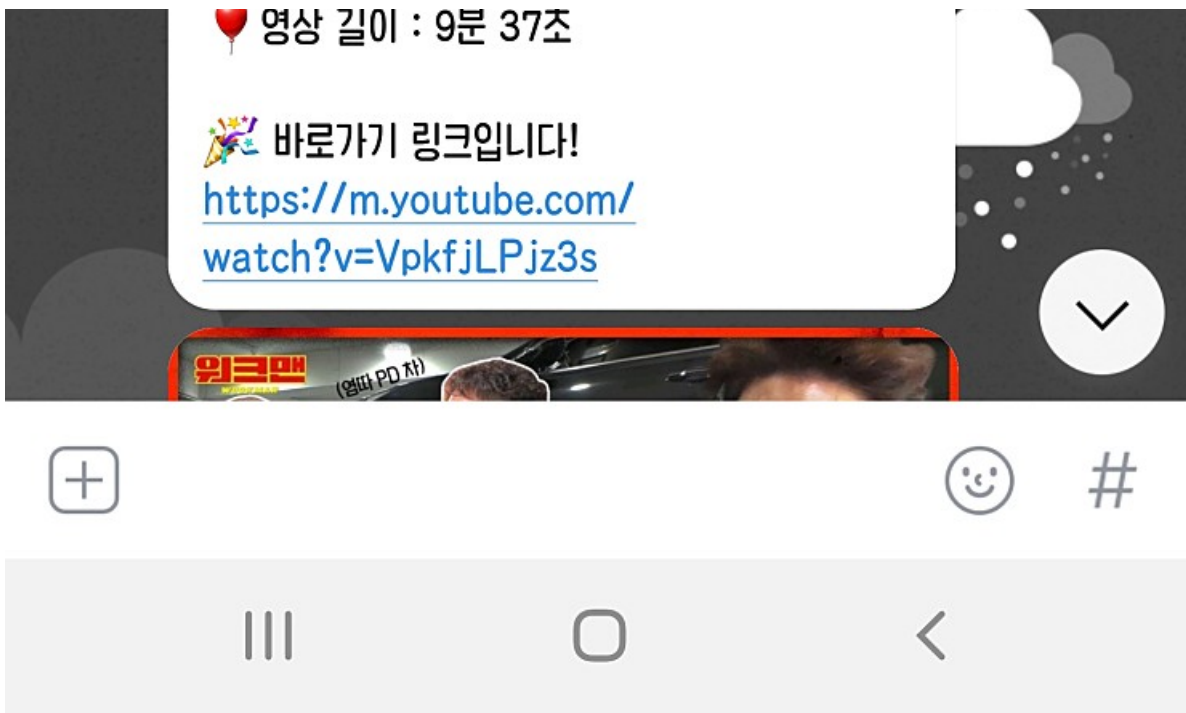 🎈 영상 길이 : 9분 37초
🎉 바로가기 링크입니다!
https://m.youtube.com/
watch?v=VpkfjLPjz3s
워크맨
WORKMAN
(염따 PD 차)
#